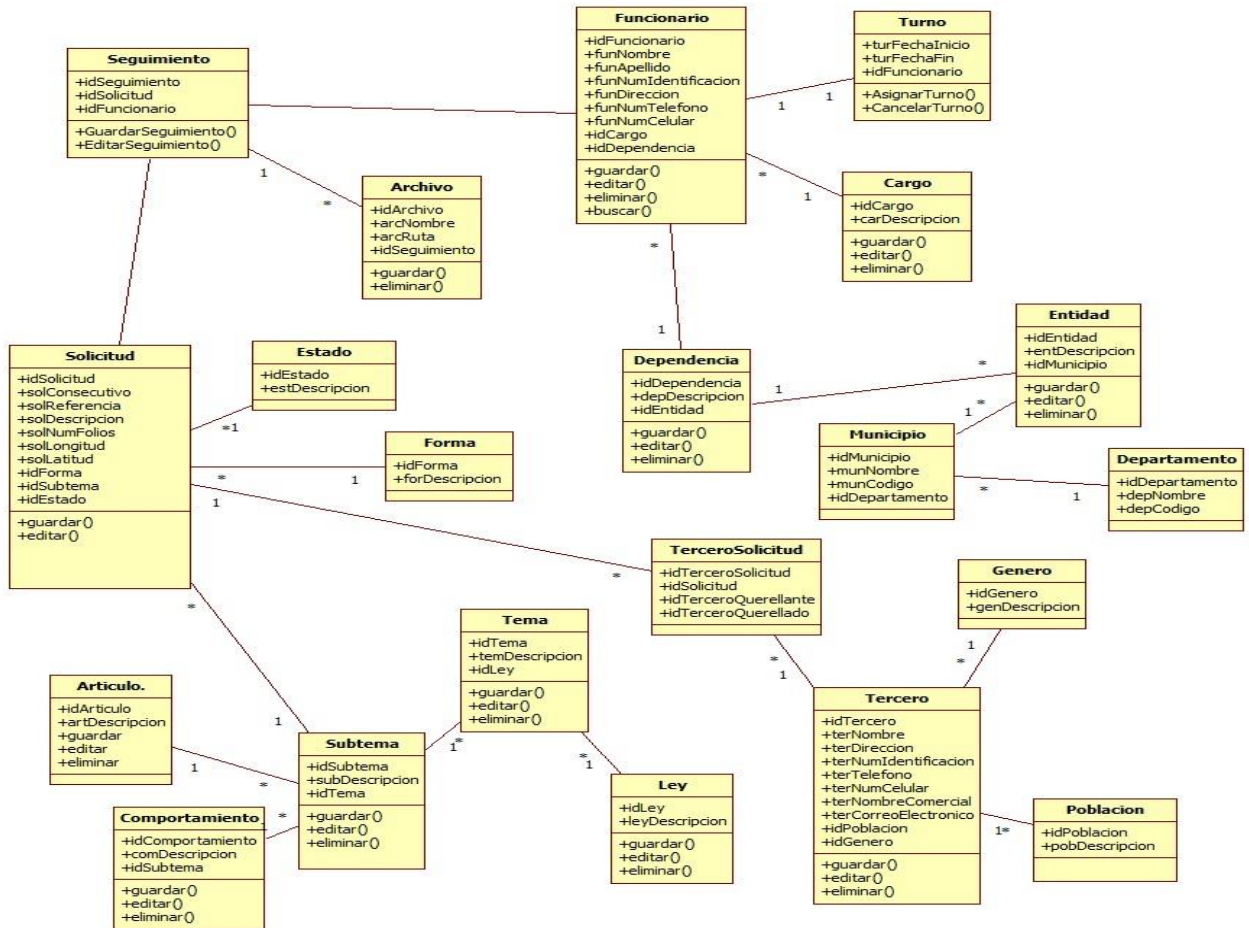 Funcionario
+idFuncionario
+funNombre
+funApellido
+funNumIdentificacion
+funDireccion
+funNumTelefono
+funNumCelular
+idCargo
+idDependencia
+guardar()
+editar()
+eliminar()
+buscar()
Turno
+turFechaInicio
+turFechaFin
+idFuncionario
+AsignarTurno()
+CancelarTurno()
1
1
Seguimiento
+idSeguimiento
+idSolicitud
+idFuncionario
+GuardarSeguimiento()
+EditarSeguimiento()
1
*
Archivo
+idArchivo
+arcNombre
+arcRuta
+idSeguimiento
+guardar()
+eliminar()
*
1
Cargo
+idCargo
+carDescripcion
+guardar()
+editar()
+eliminar()
*
1
Entidad
+idEntidad
+entDescripcion
+idMunicipio
+guardar()
+editar()
+eliminar()
Dependencia
+idDependencia
+depDescripcion
+idEntidad
+guardar()
+editar()
+eliminar()
1
*
1
*
Municipio
+idMunicipio
+munNombre
+munCodigo
+idDepartamento
*
1
Departamento
+idDepartamento
+depNombre
+depCodigo
Solicitud
+idSolicitud
+solConsecutivo
+solReferencia
+solDescripcion
+solNumFolios
+solLongitud
+solLatitud
+idForma
+idSubtema
+idEstado
+guardar()
+editar()
Estado
+idEstado
+estDescripcion
*1
Forma
+idForma
+forDescripcion
*
1
1
*
TerceroSolicitud
+idTerceroSolicitud
+idSolicitud
+idTerceroQuerellante
+idTerceroQuerellado
Genero
+idGenero
+genDescripcion
1
*
*
1
Tema
+idTema
+temDescripcion
+idLey
+guardar()
+editar()
+eliminar()
*
1
Articulo.
+idArticulo
+artDescripcion
+guardar
+editar
+eliminar
1
*
Subtema
+idSubtema
+subDescripcion
+idTema
+guardar()
+editar()
+eliminar()
1
*
*
1
Ley
+idLey
+leyDescripcion
+guardar()
+editar()
+eliminar()
Tercero
+idTercero
+terNombre
+terDireccion
+terNumIdentificacion
+terTelefono
+terNumCelular
+terNombreComercial
+terCorreoElectronico
+idPoblacion
+idGenero
+guardar()
+editar()
+eliminar()
1*
Poblacion
+idPoblacion
+pobDescripcion
Comportamiento
1
*
+idComportamiento
+comDescripcion
+idSubtema
+guardar()
+editar()
+eliminar()